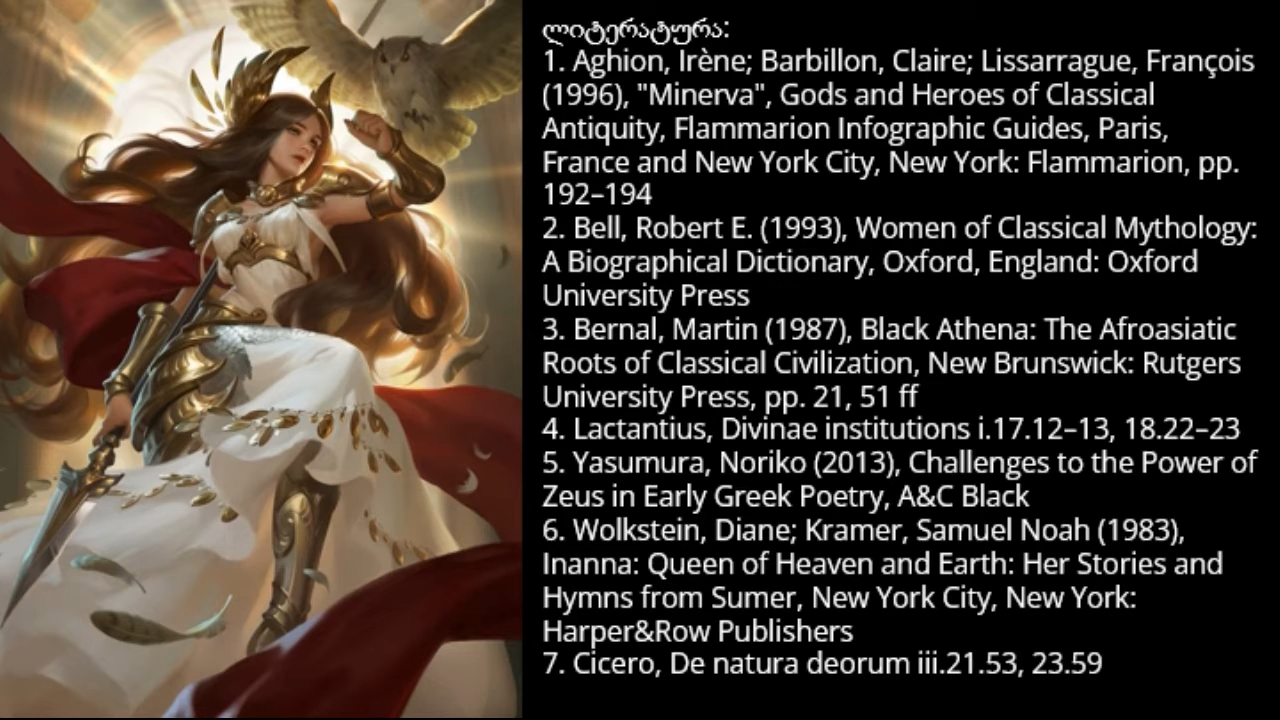 ლიტერატურა:
1. Aghion, Irène; Barbillon, Claire; Lissarrague, François
(1996), "Minerva", Gods and Heroes of Classical
Antiquity, Flammarion Infographic Guides, Paris,
France and New York City, New York: Flammarion, pp.
192–194
2. Bell, Robert E. (1993), Women of Classical Mythology:
A Biographical Dictionary, Oxford, England: Oxford
University Press
3. Bernal, Martin (1987), Black Athena: The Afroasiatic
Roots of Classical Civilization, New Brunswick: Rutgers
University Press, pp. 21, 51 ff
4. Lactantius, Divinae institutions i.17.12–13, 18.22–23
5. Yasumura, Noriko (2013), Challenges to the Power of
Zeus in Early Greek Poetry, A&C Black
6. Wolkstein, Diane; Kramer, Samuel Noah (1983),
Inanna: Queen of Heaven and Earth: Her Stories and
Hymns from Sumer, New York City, New York:
Harper&Row Publishers
7. Cicero, De natura deorum iii.21.53, 23.59